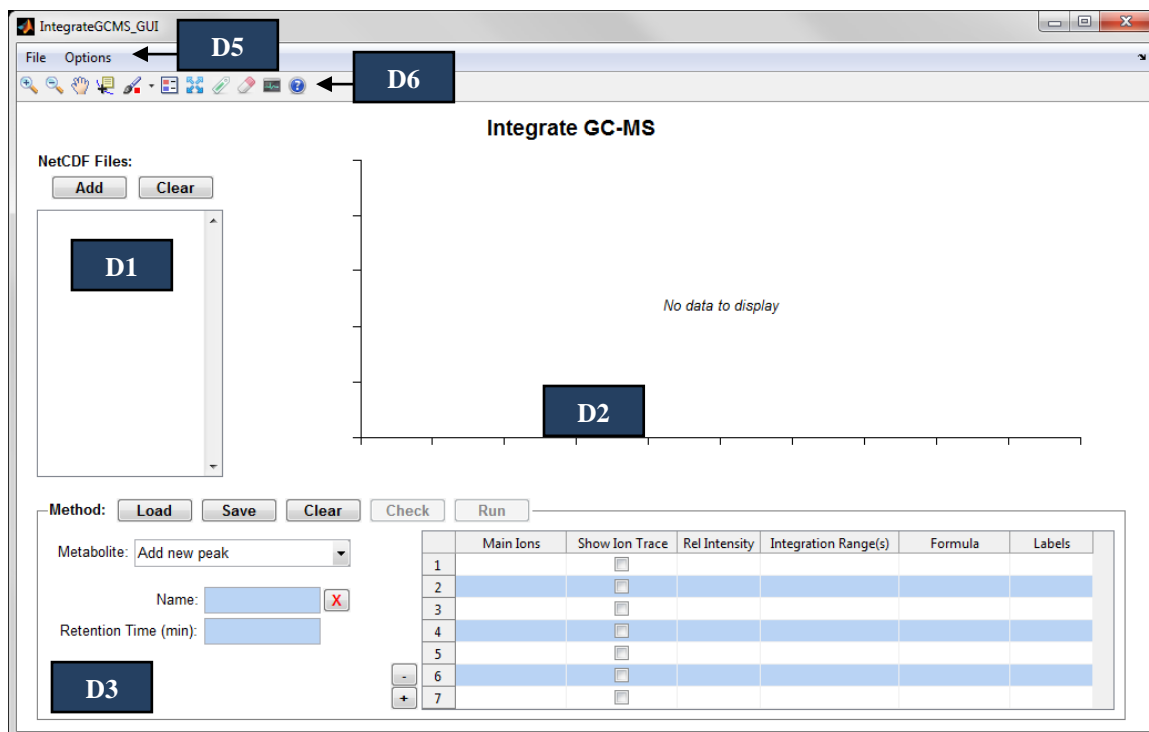 IntegrateGCMS_GUI
File Options
D5
D6
Integrate GC-MS
NetCDF Files:
Add Clear
D1
No data to display
D2
Method: Load Save Clear Check Run
Metabolite: Add new peak
Name: X
Retention Time (min):
D3
-
+
Main Ions Show Ion Trace Rel Intensity Integration Range(s) Formula Labels
1
2
3
4
5
6
7